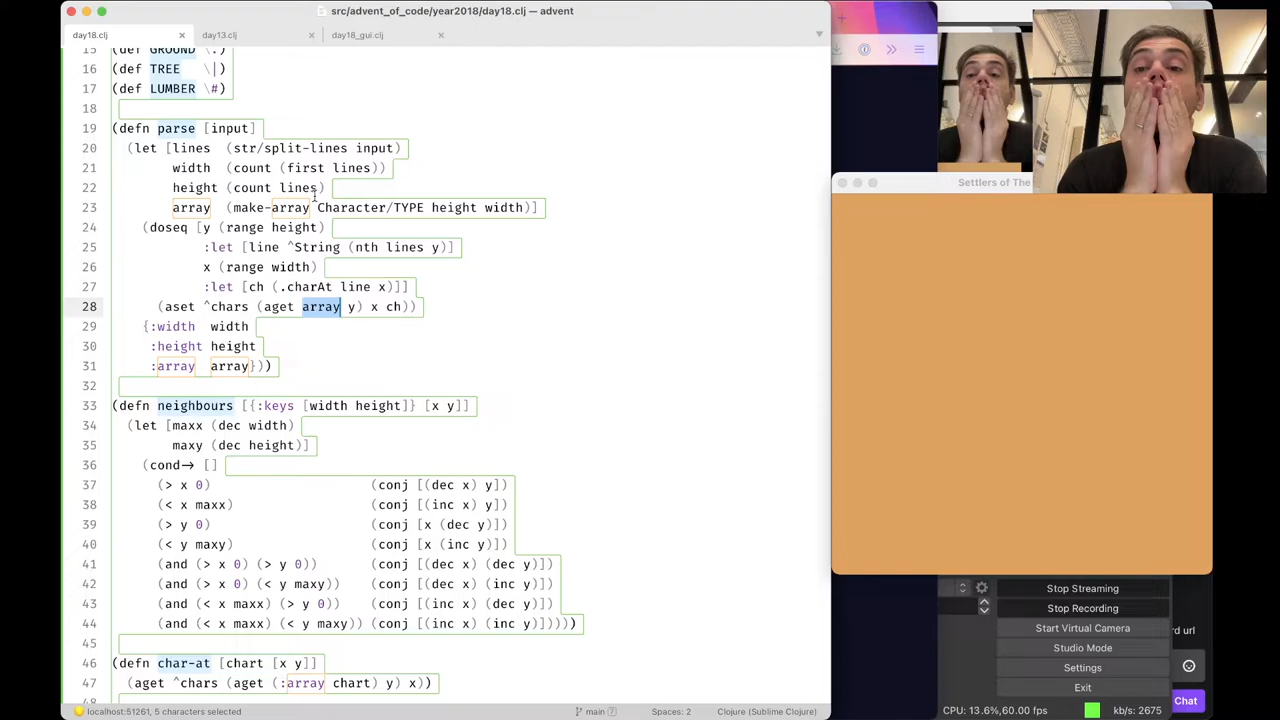 src/advent_of_code/year2018/day18.clj — advent
day18.clj
day13.clj
day18_gui.clj
15 (def GROUND \.)
16 (def TREE   \|)
17 (def LUMBER \#)
18
19 (defn parse [input]
20   (let [lines  (str/split-lines input)
21         width  (count (first lines))
22         height (count lines)
23         array  (make-array Character/TYPE height width)]
24     (doseq [y (range height)
25             :let [line ^String (nth lines y)]
26             x (range width)
27             :let [ch (.charAt line x)]]
28       (aset ^chars (aget array y) x ch))
29     {:width  width
30      :height height
31      :array  array}))
32
33 (defn neighbours [{:keys [width height]} [x y]]
34   (let [maxx (dec width)
35         maxy (dec height)]
36     (cond-> []
37       (> x 0)                     (conj [(dec x) y])
38       (< x maxx)                  (conj [(inc x) y])
39       (> y 0)                     (conj [x (dec y)])
40       (< y maxy)                  (conj [x (inc y)])
41       (and (> x 0) (> y 0))       (conj [(dec x) (dec y)])
42       (and (> x 0) (< y maxy))    (conj [(dec x) (inc y)])
43       (and (< x maxx) (> y 0))    (conj [(inc x) (dec y)])
44       (and (< x maxx) (< y maxy)) (conj [(inc x) (inc y)]))))
45
46 (defn char-at [chart [x y]]
47   (aget ^chars (aget (:array chart) y) x))
48
localhost:51261, 5 characters selected
main 7
Spaces: 2
Clojure (Sublime Clojure)
Settlers of The
Stop Streaming
Stop Recording
Start Virtual Camera
Studio Mode
Settings
Exit
rd url
Chat
CPU: 13.6%,60.00 fps
kb/s: 2675